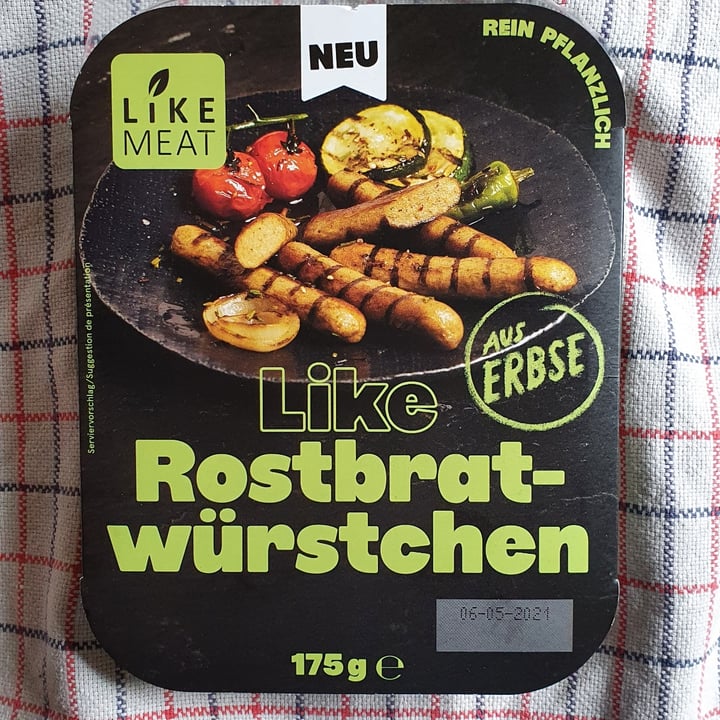 LIKE
MEAT
NEU
REIN PFLANZLICH
Serviervorschlag/Suggestion de présentation
AUS
ERBSE
Like
Rostbrat-
würstchen
06-05-2021
175g ℮